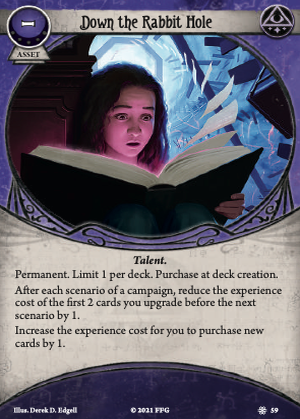 Down the Rabbit Hole
ASSET
Talent.
Permanent. Limit 1 per deck. Purchase at deck creation.
After each scenario of a campaign, reduce the experience
cost of the first 2 cards you upgrade before the next
scenario by 1.
Increase the experience cost for you to purchase new
cards by 1.
Illus. Derek D. Edgell
© 2021 FFG
59